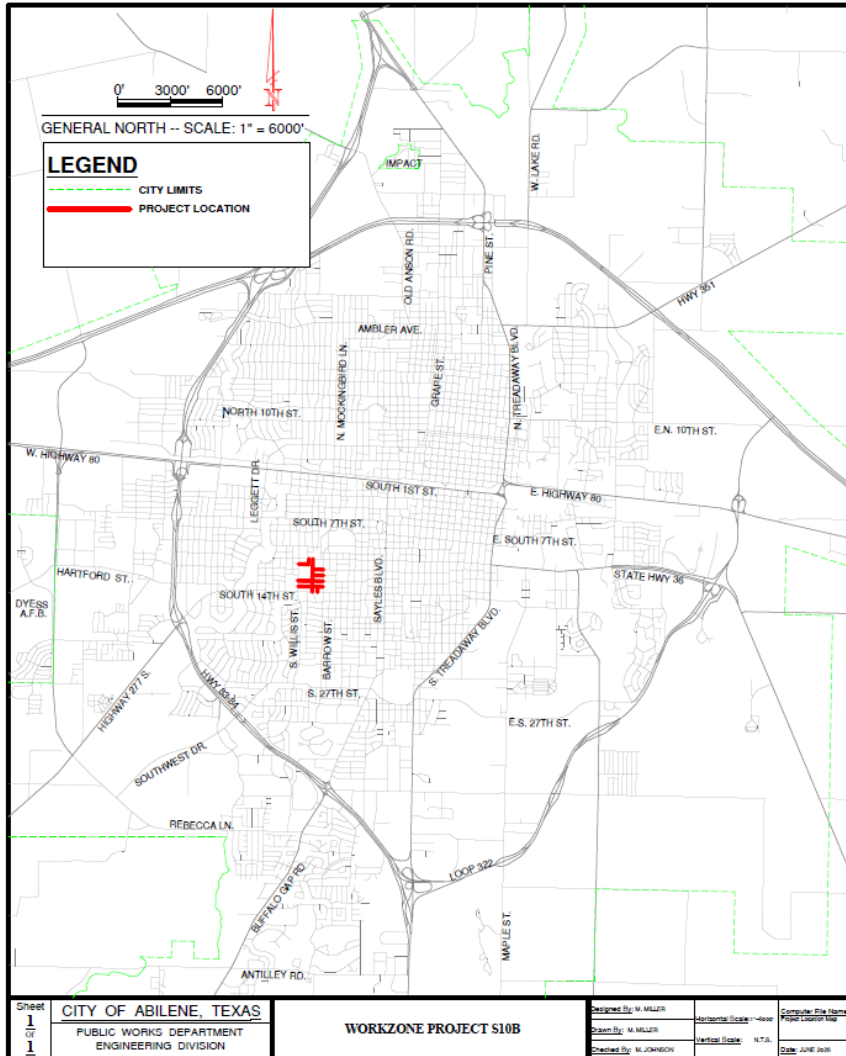 0' 3000' 6000'
GENERAL NORTH -- SCALE: 1" = 6000'
LEGEND
CITY LIMITS
PROJECT LOCATION
IMPACT
W. LAKE RD.
OLD ANSON RD.
PINE ST.
HWY 351
AMBLER AVE.
N. MOCKINGBIRD LN.
GRAPE ST.
N. TREADAWAY BLVD.
NORTH 10TH ST.
E.N. 10TH ST.
W. HIGHWAY 80
LEGGETT DR.
SOUTH 1ST ST.
E. HIGHWAY 80
SOUTH 7TH ST.
E. SOUTH 7TH ST.
HARTFORD ST.
STATE HWY 36
DYESS
A.F.B.
SOUTH 14TH ST.
SAYLES BLVD.
S. WILLIS ST.
BARROW ST.
S. TREADAWAY BLVD.
HWY 83-84
S. 27TH ST.
HIGHWAY 277 S.
E.S. 27TH ST.
SOUTHWEST DR.
REBECCA LN.
LOOP 322
BUFFALO GAP RD
MAPLE ST.
ANTILLEY RD.
Sheet
1
or
1
CITY OF ABILENE, TEXAS
PUBLIC WORKS DEPARTMENT
ENGINEERING DIVISION
WORKZONE PROJECT S10B
Designed By: M. MILLER
Drawn By: M. MILLER
Checked By: M. JOHNSON
Horizontal Scale:
Vertical Scale: N.T.S.
Computer File Name
Project Location Map
Date: JUNE